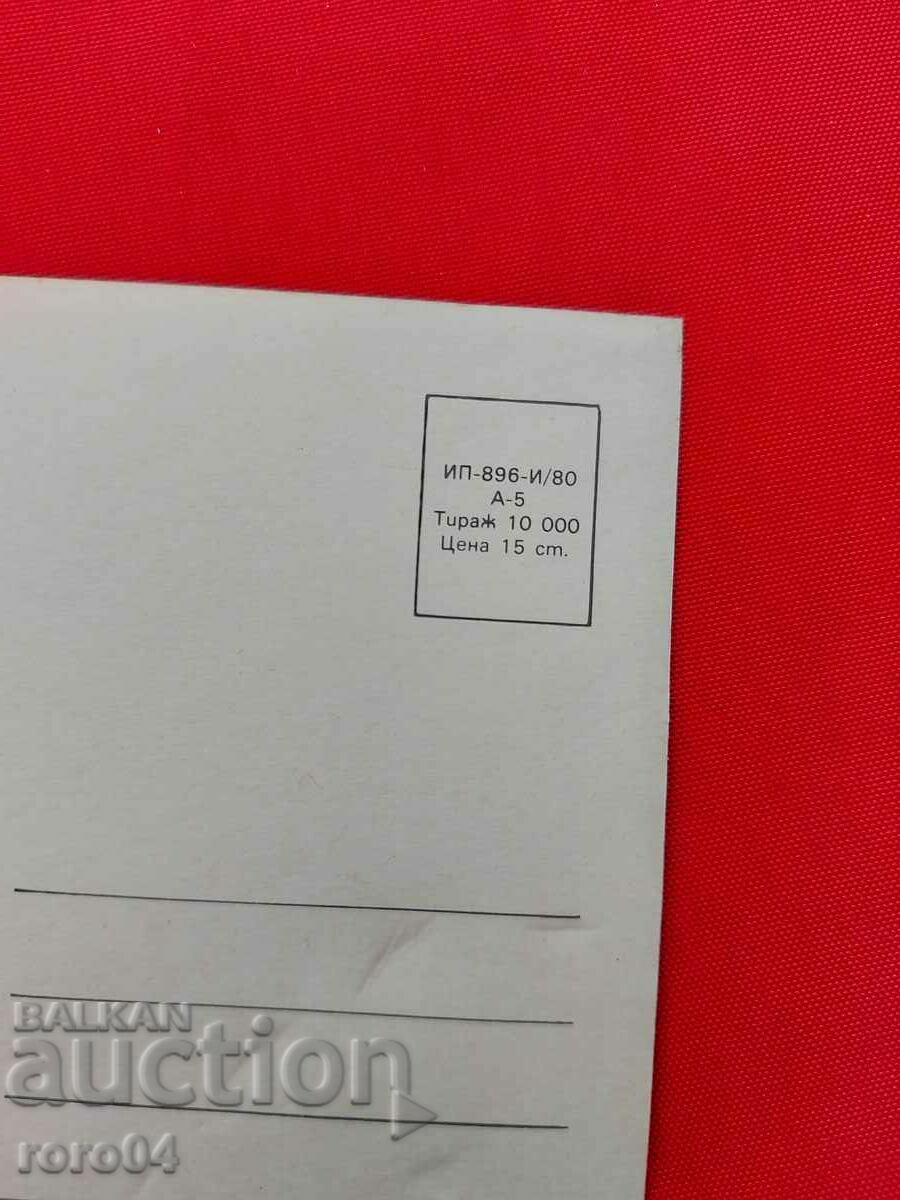 ИП-896-И/80
А-5
Тираж 10 000
Цена 15 ст.
BALKAN
auction
roro04